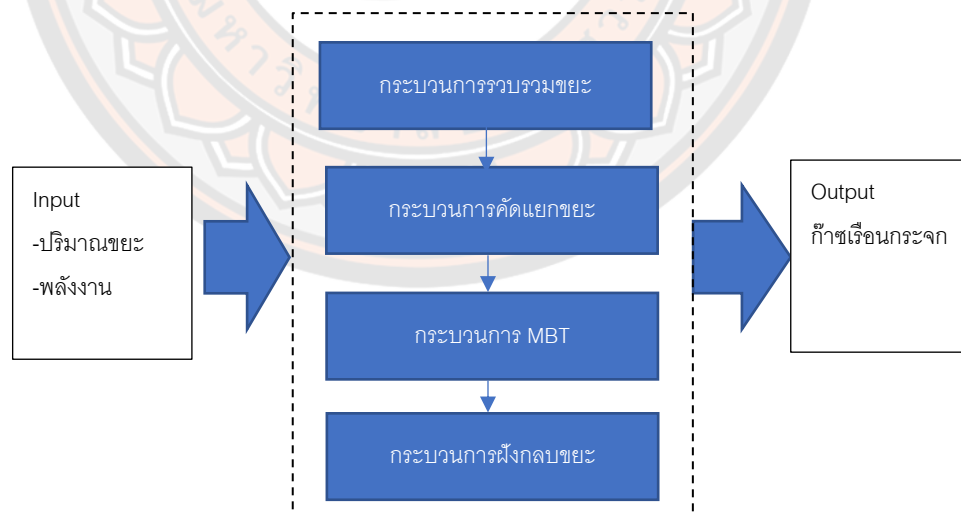 กระบวนการรวบรวมขยะ
Input
-ปริมาณขยะ
-พลังงาน
กระบวนการคัดแยกขยะ
กระบวนการ MBT
กระบวนการฝังกลบขยะ
Output
ก๊าซเรือนกระจก